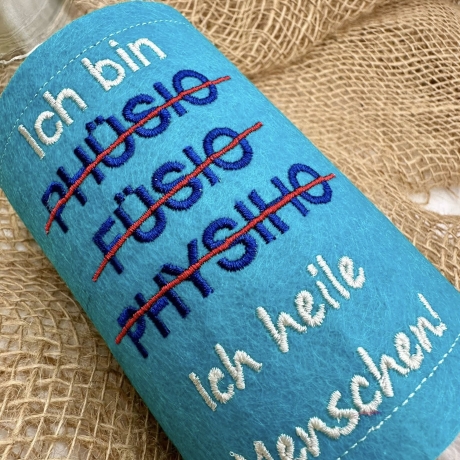 Ich bin
PHÜSIO
FÜSIO
PHYSIHO
Ich heile
Menschen!